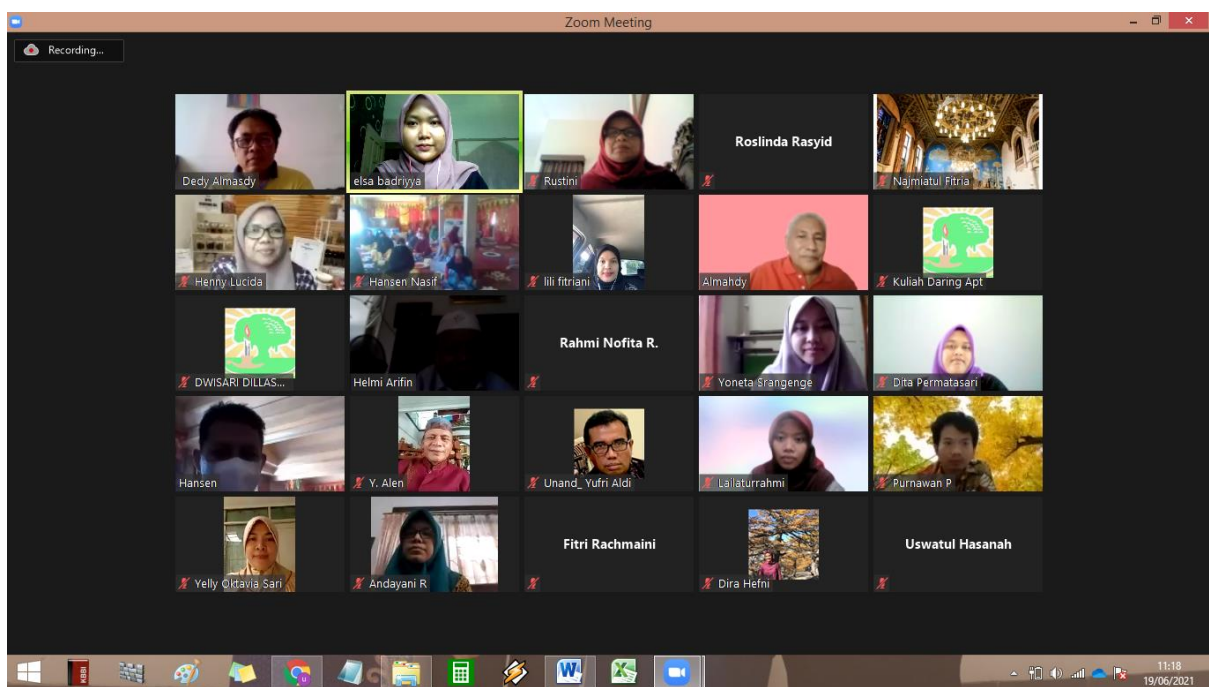 Zoom Meeting
Recording...
Dedy Almasdy
elsa badriyya
Rustini
Roslinda Rasyid
Najmiatul Fitria
Henny Lucida
Hansen Nasif
lili fitriani
Almahdy
Kuliah Daring Apt
DWISARI DILLAS...
Helmi Arifin
Rahmi Nofita R.
Yoneta Srangenge
Dita Permatasari
Hansen
Y. Alen
Unand_ Yufri Aldi
Lailaturrahmi
Purnawan P
Yelly Oktavia Sari
Andayani R
Fitri Rachmaini
Dira Hefni
Uswatul Hasanah
KBBI
11:18
19/06/2021